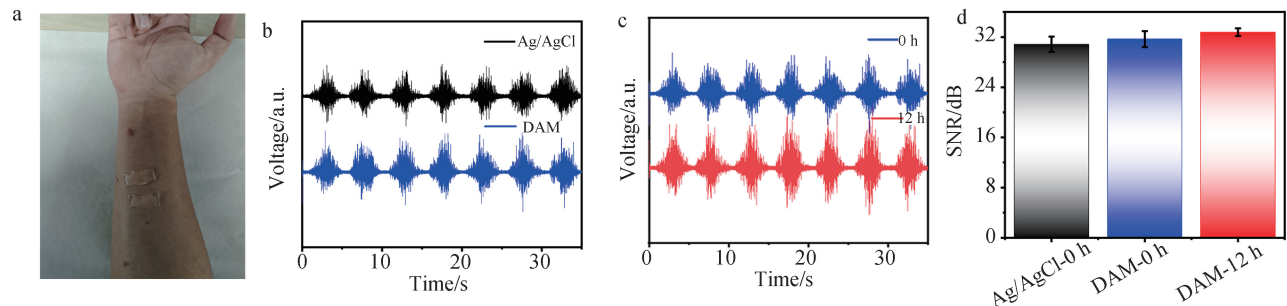 a
b
Ag/AgCl
DAM
Voltage/a.u.
0
10
20
30
Time/s
c
0 h
12 h
Voltage/a.u.
0
10
20
30
Time/s
d
32
24
16
8
0
SNR/dB
Ag/AgCl-0 h
DAM-0 h
DAM-12 h